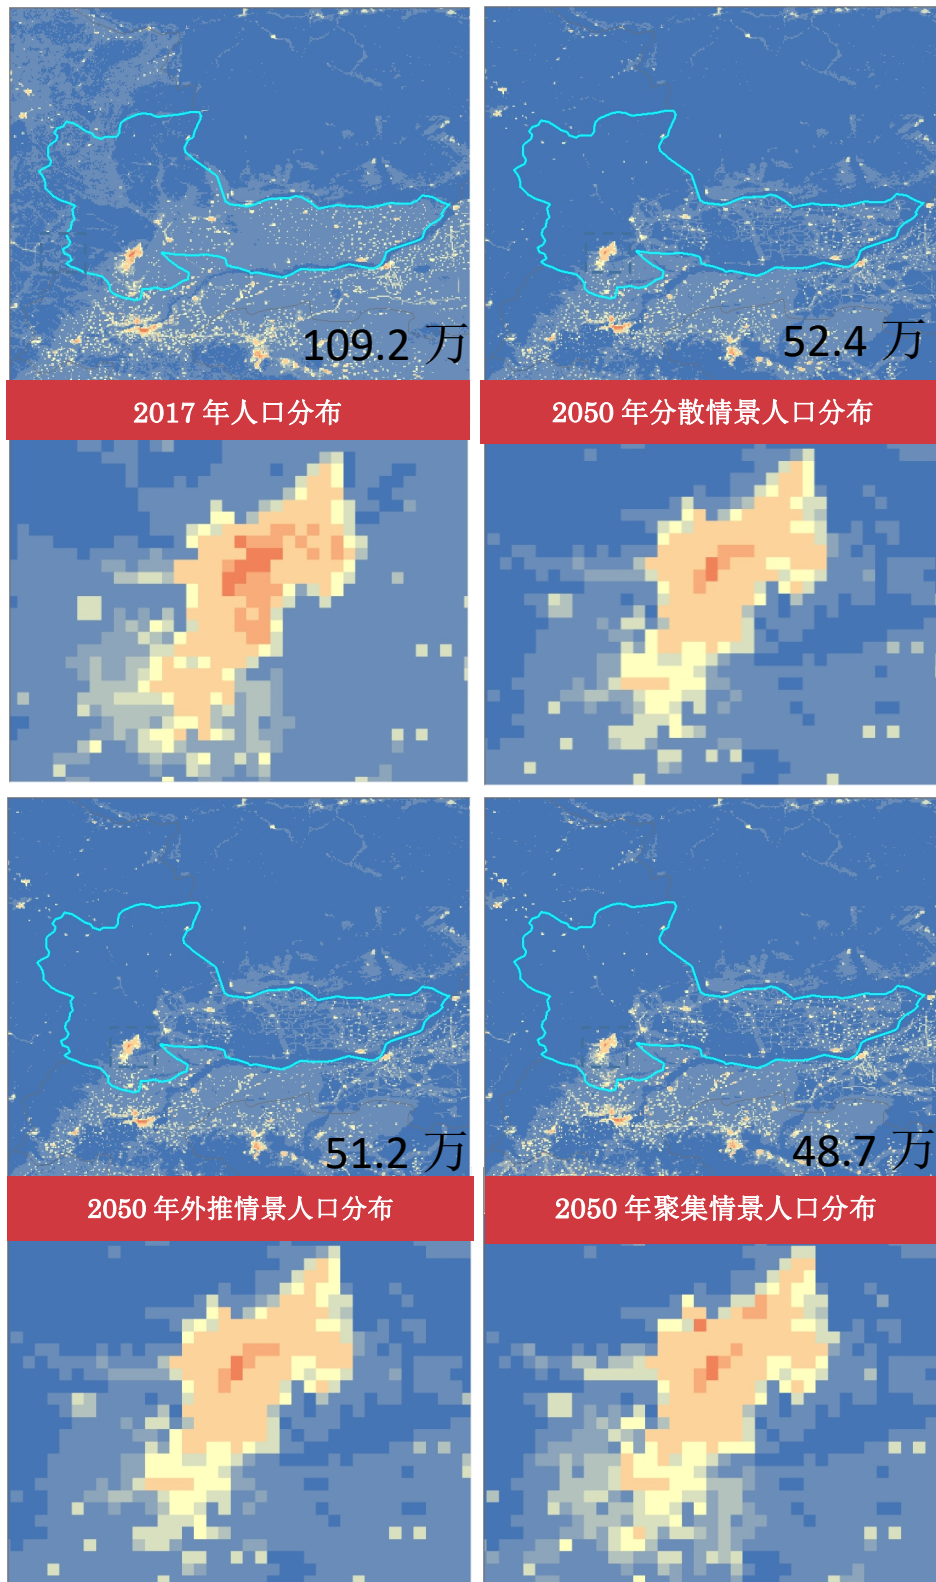 109.2 万
52.4 万
2017 年人口分布
2050 年分散情景人口分布
51.2 万
48.7 万
2050 年外推情景人口分布
2050 年聚集情景人口分布